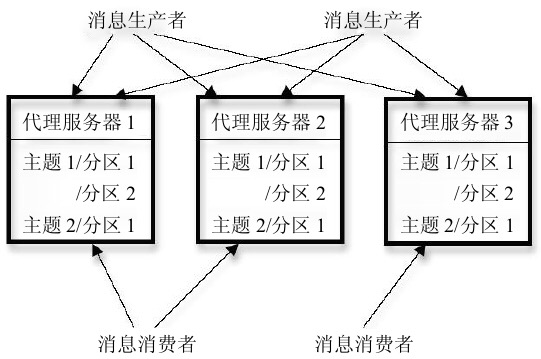 消息生产者 消息生产者
代理服务器 1 代理服务器 2 代理服务器 3
主题 1/分区 1 主题 1/分区 1 主题 1/分区 1
/分区 2 /分区 2 /分区 2
主题 2/分区 1 主题 2/分区 1 主题 2/分区 1
消息消费者 消息消费者